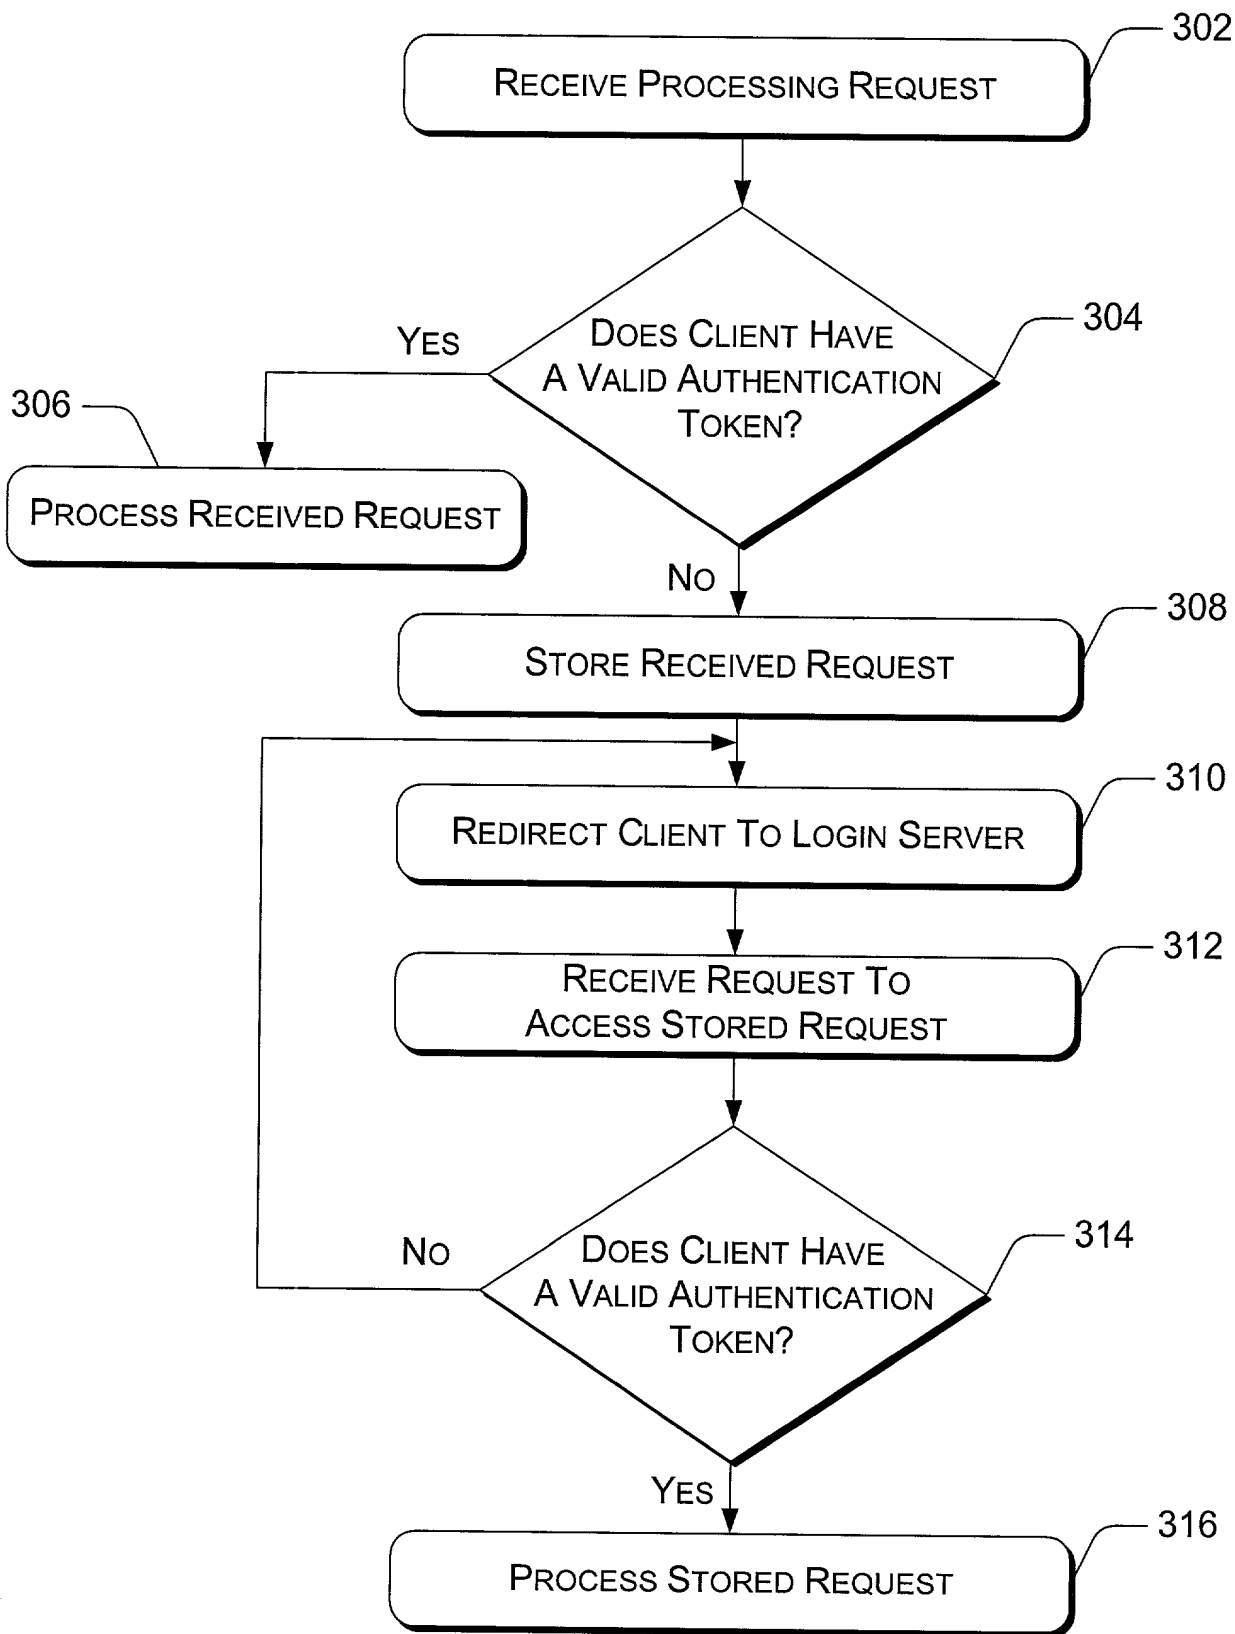 302
RECEIVE PROCESSING REQUEST
304
DOES CLIENT HAVE
A VALID AUTHENTICATION
TOKEN?
YES
306
PROCESS RECEIVED REQUEST
NO
308
STORE RECEIVED REQUEST
310
REDIRECT CLIENT TO LOGIN SERVER
312
RECEIVE REQUEST TO
ACCESS STORED REQUEST
314
DOES CLIENT HAVE
A VALID AUTHENTICATION
TOKEN?
NO
YES
316
PROCESS STORED REQUEST